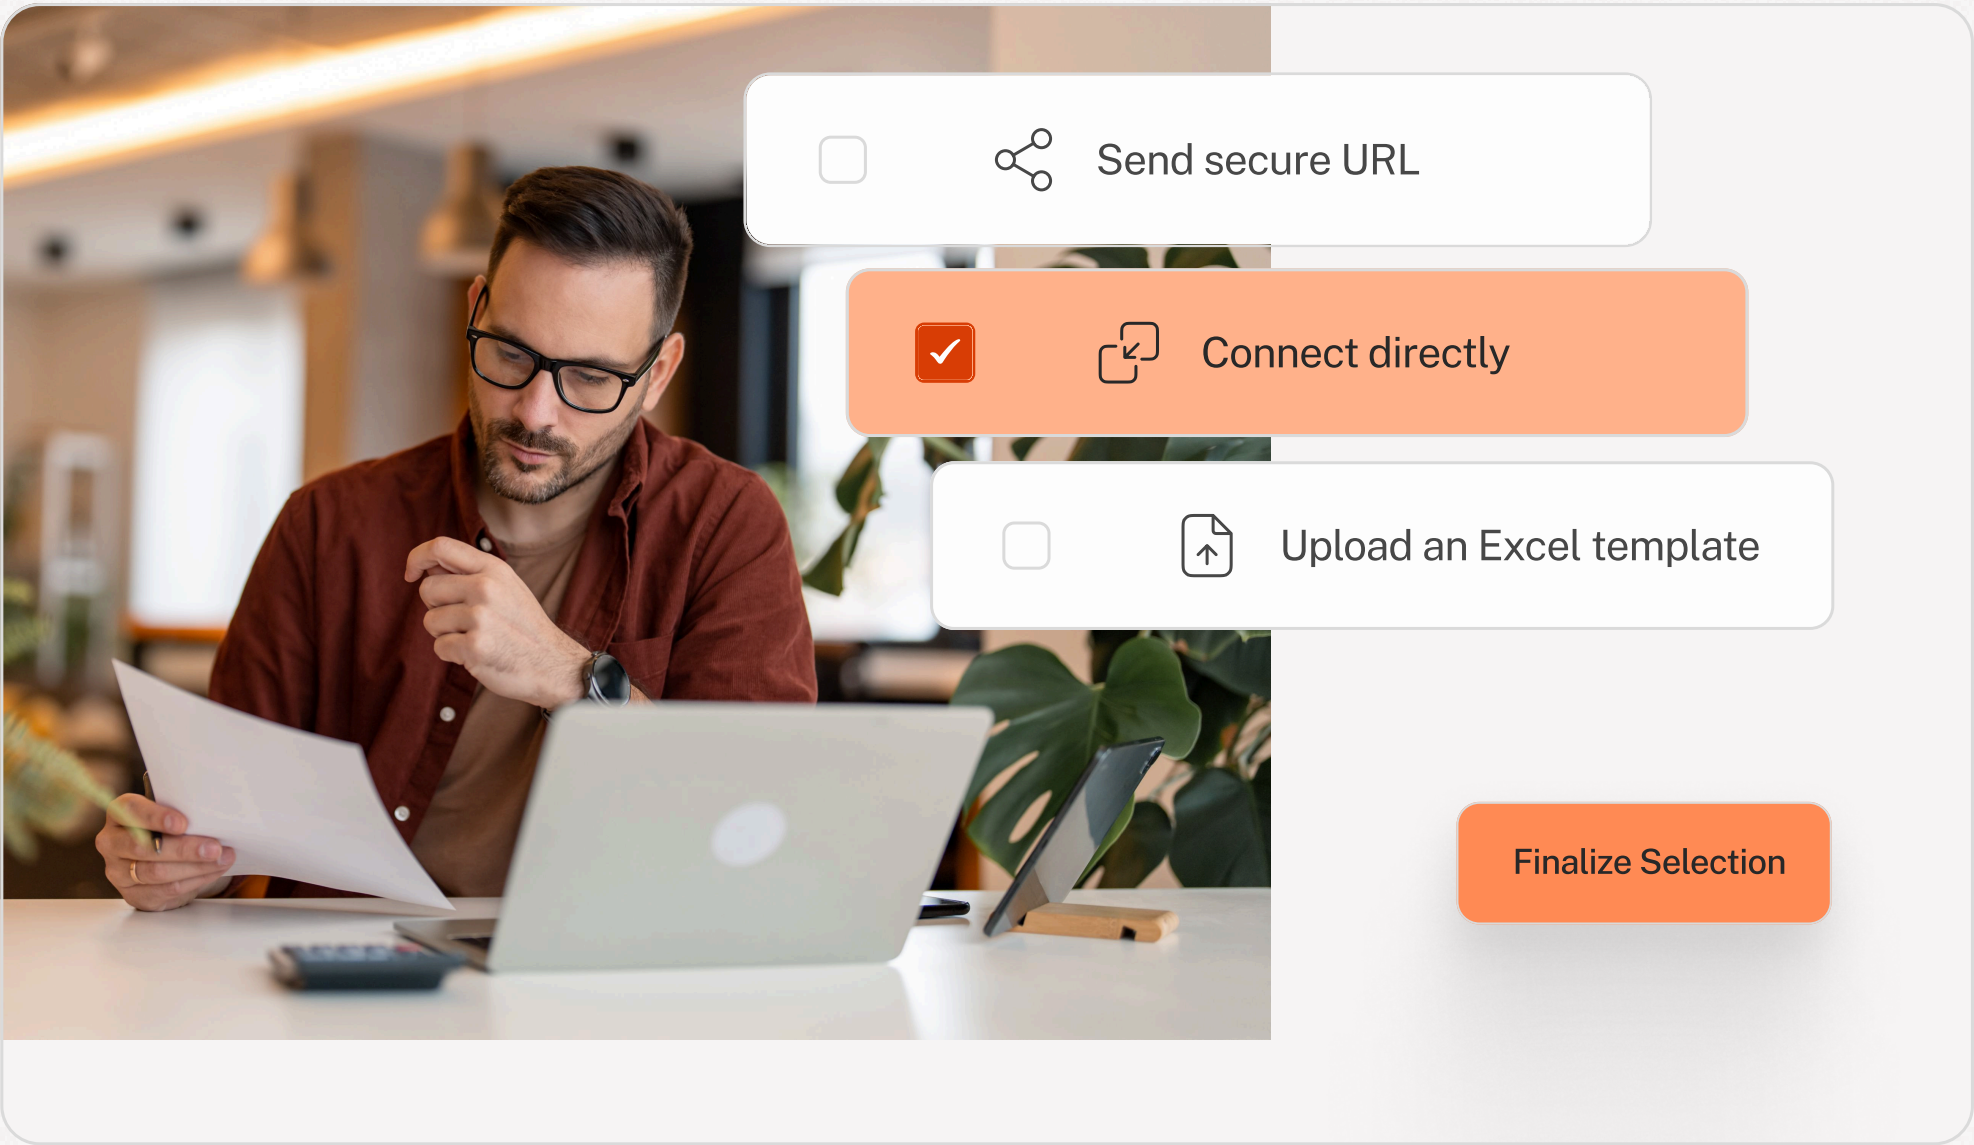 Send secure URL
Connect directly
Upload an Excel template
Finalize Selection